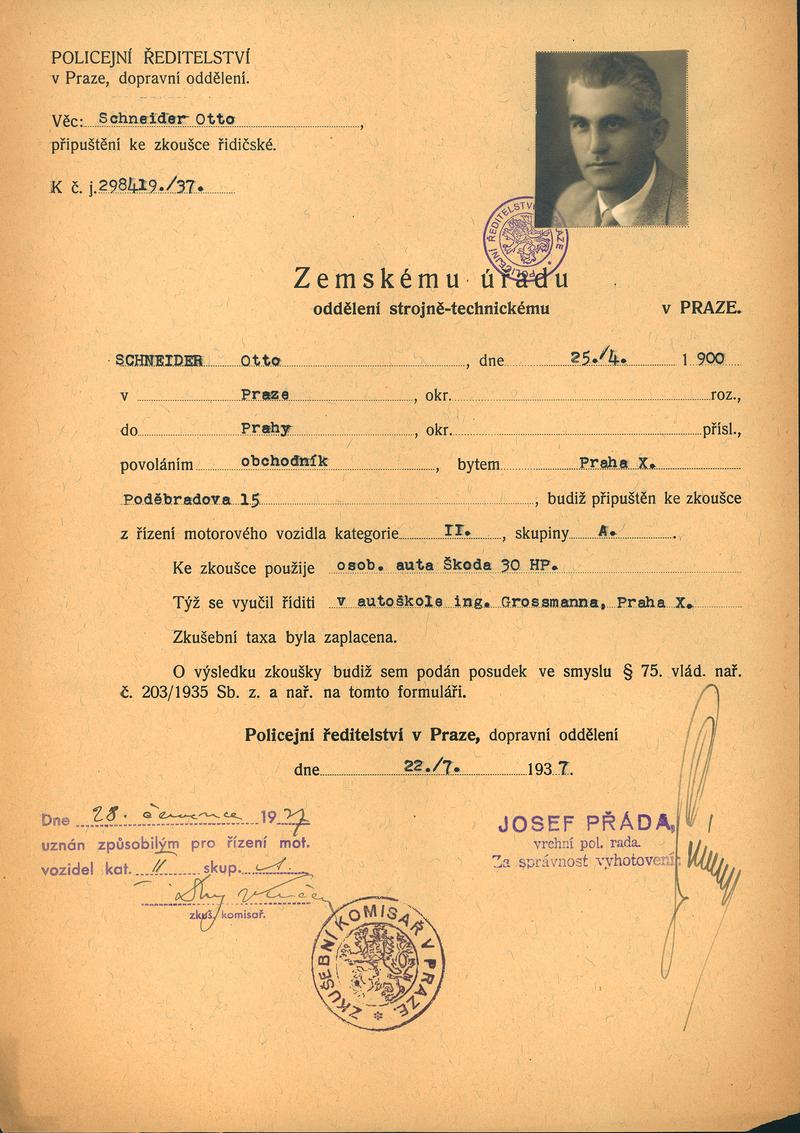 POLICEJNÍ ŘEDITELSTVÍ
v Praze, dopravní oddělení.
Věc: Schneider Otto,
připuštění ke zkoušce řidičské.
K č. j. 298419./37.
POLICEJNÍ ŘEDITELSTVÍ V PRAZE
Zemskému úřadu
oddělení strojně-technickému v PRAZE.
SCHNEIDER Otto, dne 25./4. 1 900
v Praze, okr. roz.,
do Prahy, okr. přísl.,
povoláním obchodník, bytem Praha X.
Poděbradova 15, budiž připuštěn ke zkoušce
z řízení motorového vozidla kategorie II., skupiny A.
Ke zkoušce použije osob. auta Škoda 30 HP.
Týž se vyučil říditi v autoškole ing. Grossmanna, Praha X.
Zkušební taxa byla zaplacena.
O výsledku zkoušky budiž sem podán posudek ve smyslu § 75. vlád. nař.
č. 203/1935 Sb. z. a nař. na tomto formuláři.
Policejní ředitelství v Praze, dopravní oddělení
dne 22./7. 1937.
Dne 28. července 1937
uznán způsobilým pro řízení mot.
vozidel kat. II skup. A.
zkuš. komisař.
JOSEF PŘÁDA,
vrchní pol. rada.
Za správnost vyhotovení:
ZKUŠEBNÍ KOMISAŘ V PRAZE.